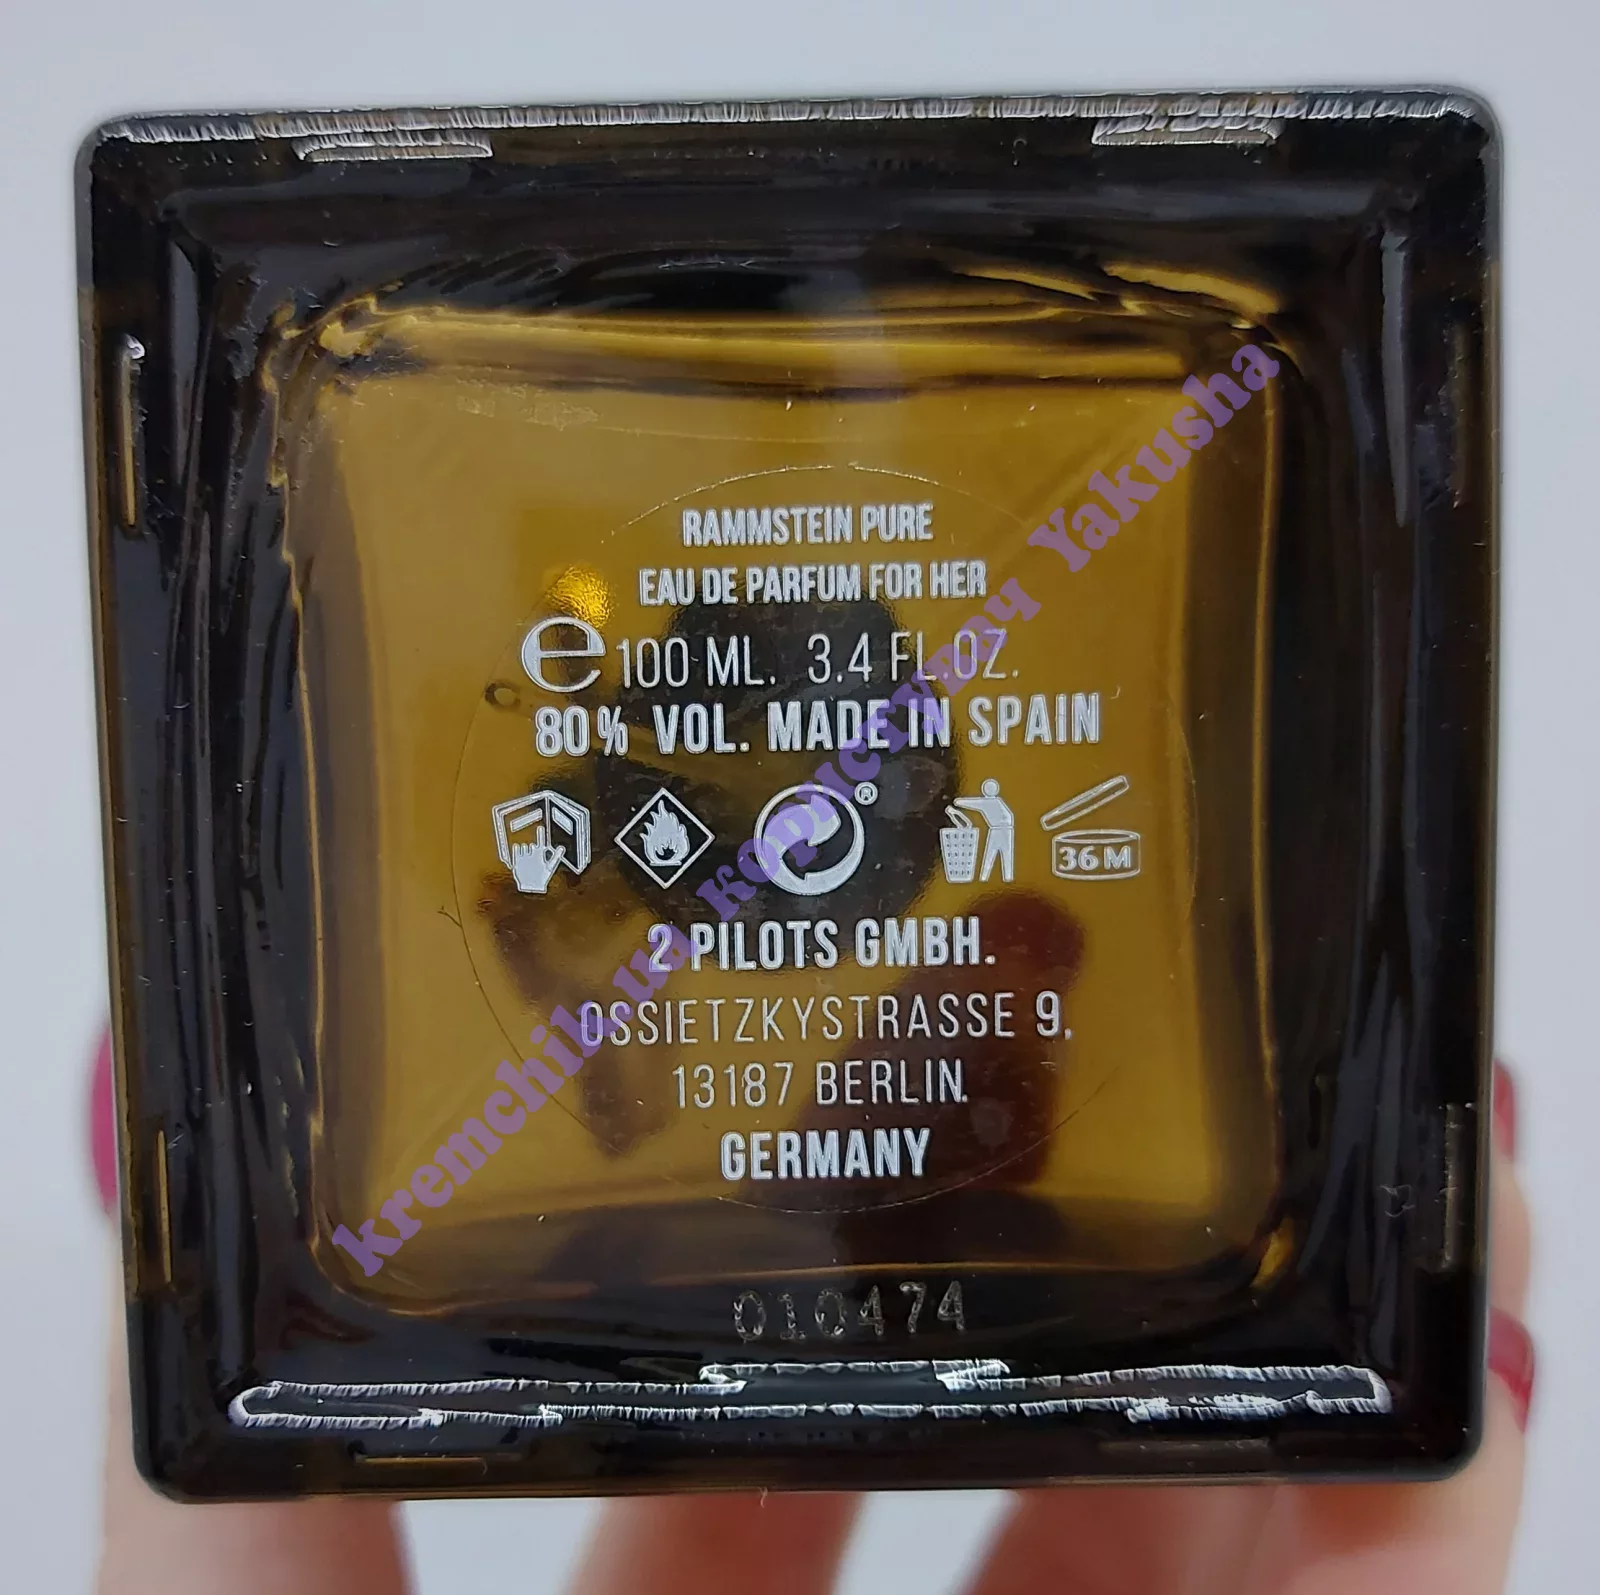 RAMMSTEIN PURE
EAU DE PARFUM FOR HER
e 100 ML. 3.4 FL.OZ.
80% VOL. MADE IN SPAIN
®
36M
2 PILOTS GMBH.
OSSIETZKYSTRASSE 9.
13187 BERLIN.
GERMANY
010474
kremchik.ua користувач Yakusha